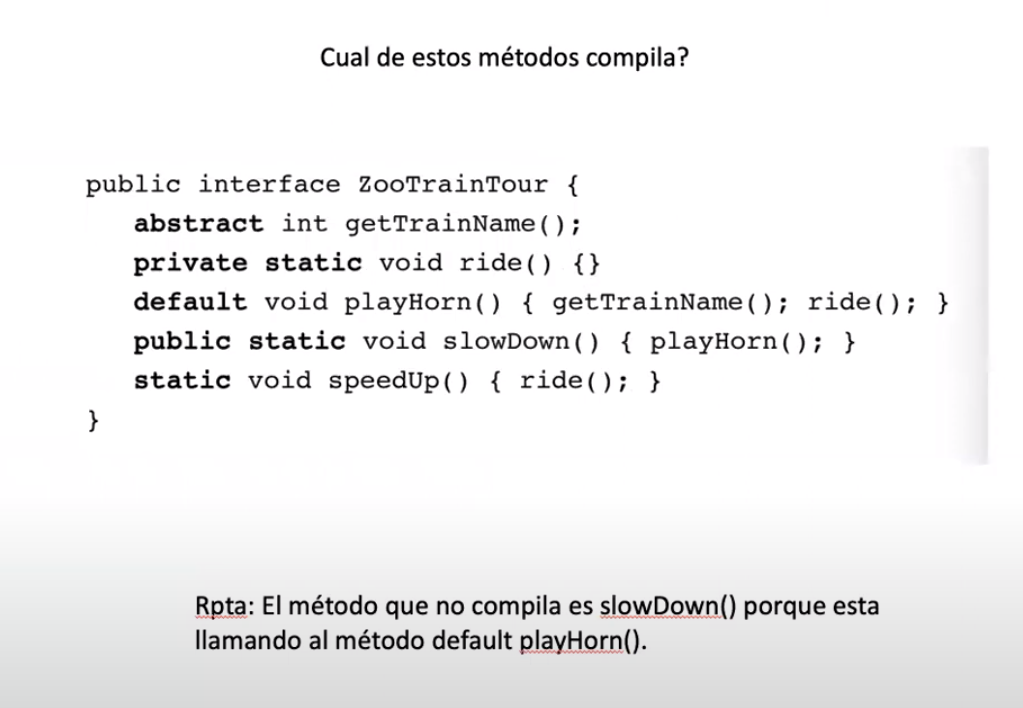 Cual de estos métodos compila?
public interface ZooTrainTour {
abstract int getTrainName();
private static void ride() {}
default void playHorn() { getTrainName(); ride(); }
public static void slowDown() { playHorn(); }
static void speedUp() { ride(); }
}
Rpta: El método que no compila es slowDown() porque esta
llamando al método default playHorn().